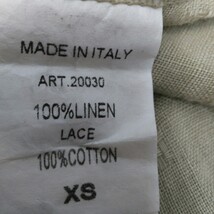 MADE IN ITALY
ART.20030
100%LINEN
LACE
100%COTTON
XS